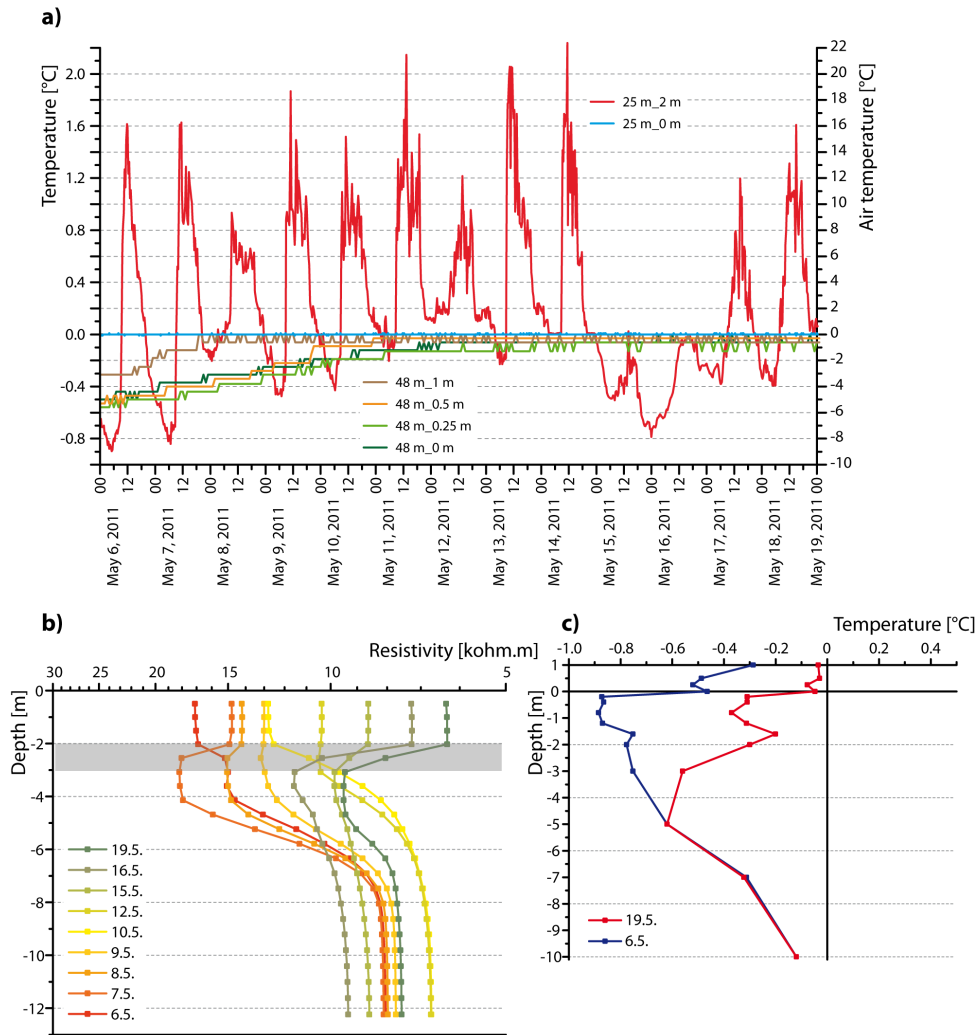 a)
Temperature [°C]
2.0
1.6
1.2
0.8
0.4
0.0
-0.4
-0.8
Air temperature [°C]
22
20
18
16
14
12
10
8
6
4
2
0
-2
-4
-6
-8
-10
25 m_2 m
25 m_0 m
48 m_1 m
48 m_0.5 m
48 m_0.25 m
48 m_0 m
00 12 00 12 00 12 00 12 00 12 00 12 00 12 00 12 00 12 00 12 00 12 00 12 00 12 00
May 6, 2011
May 7, 2011
May 8, 2011
May 9, 2011
May 10, 2011
May 11, 2011
May 12, 2011
May 13, 2011
May 14, 2011
May 15, 2011
May 16, 2011
May 17, 2011
May 18, 2011
May 19, 2011
b)
Resistivity [kohm.m]
30 25 20 15 10 5
Depth [m]
0
-2
-4
-6
-8
-10
-12
19.5.
16.5.
15.5.
12.5.
10.5.
9.5.
8.5.
7.5.
6.5.
c)
Temperature [°C]
-1.0 -0.8 -0.6 -0.4 -0.2 0 0.2 0.4
Depth [m]
1
0
-1
-2
-3
-4
-5
-6
-7
-8
-9
-10
19.5.
6.5.